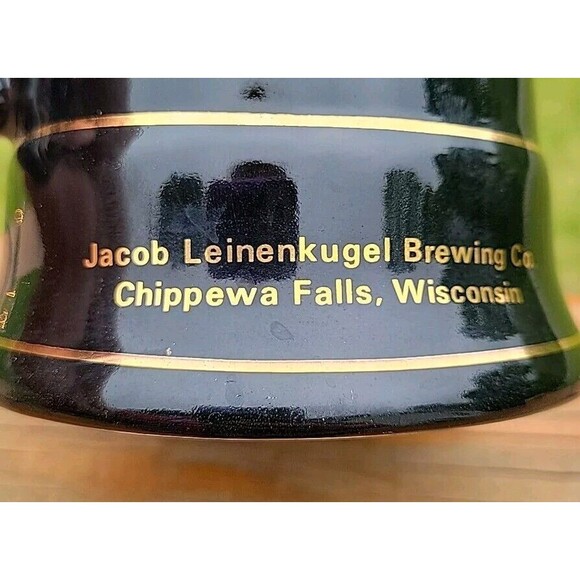 Jacob Leinenkugel Brewing Co.
Chippewa Falls, Wisconsin